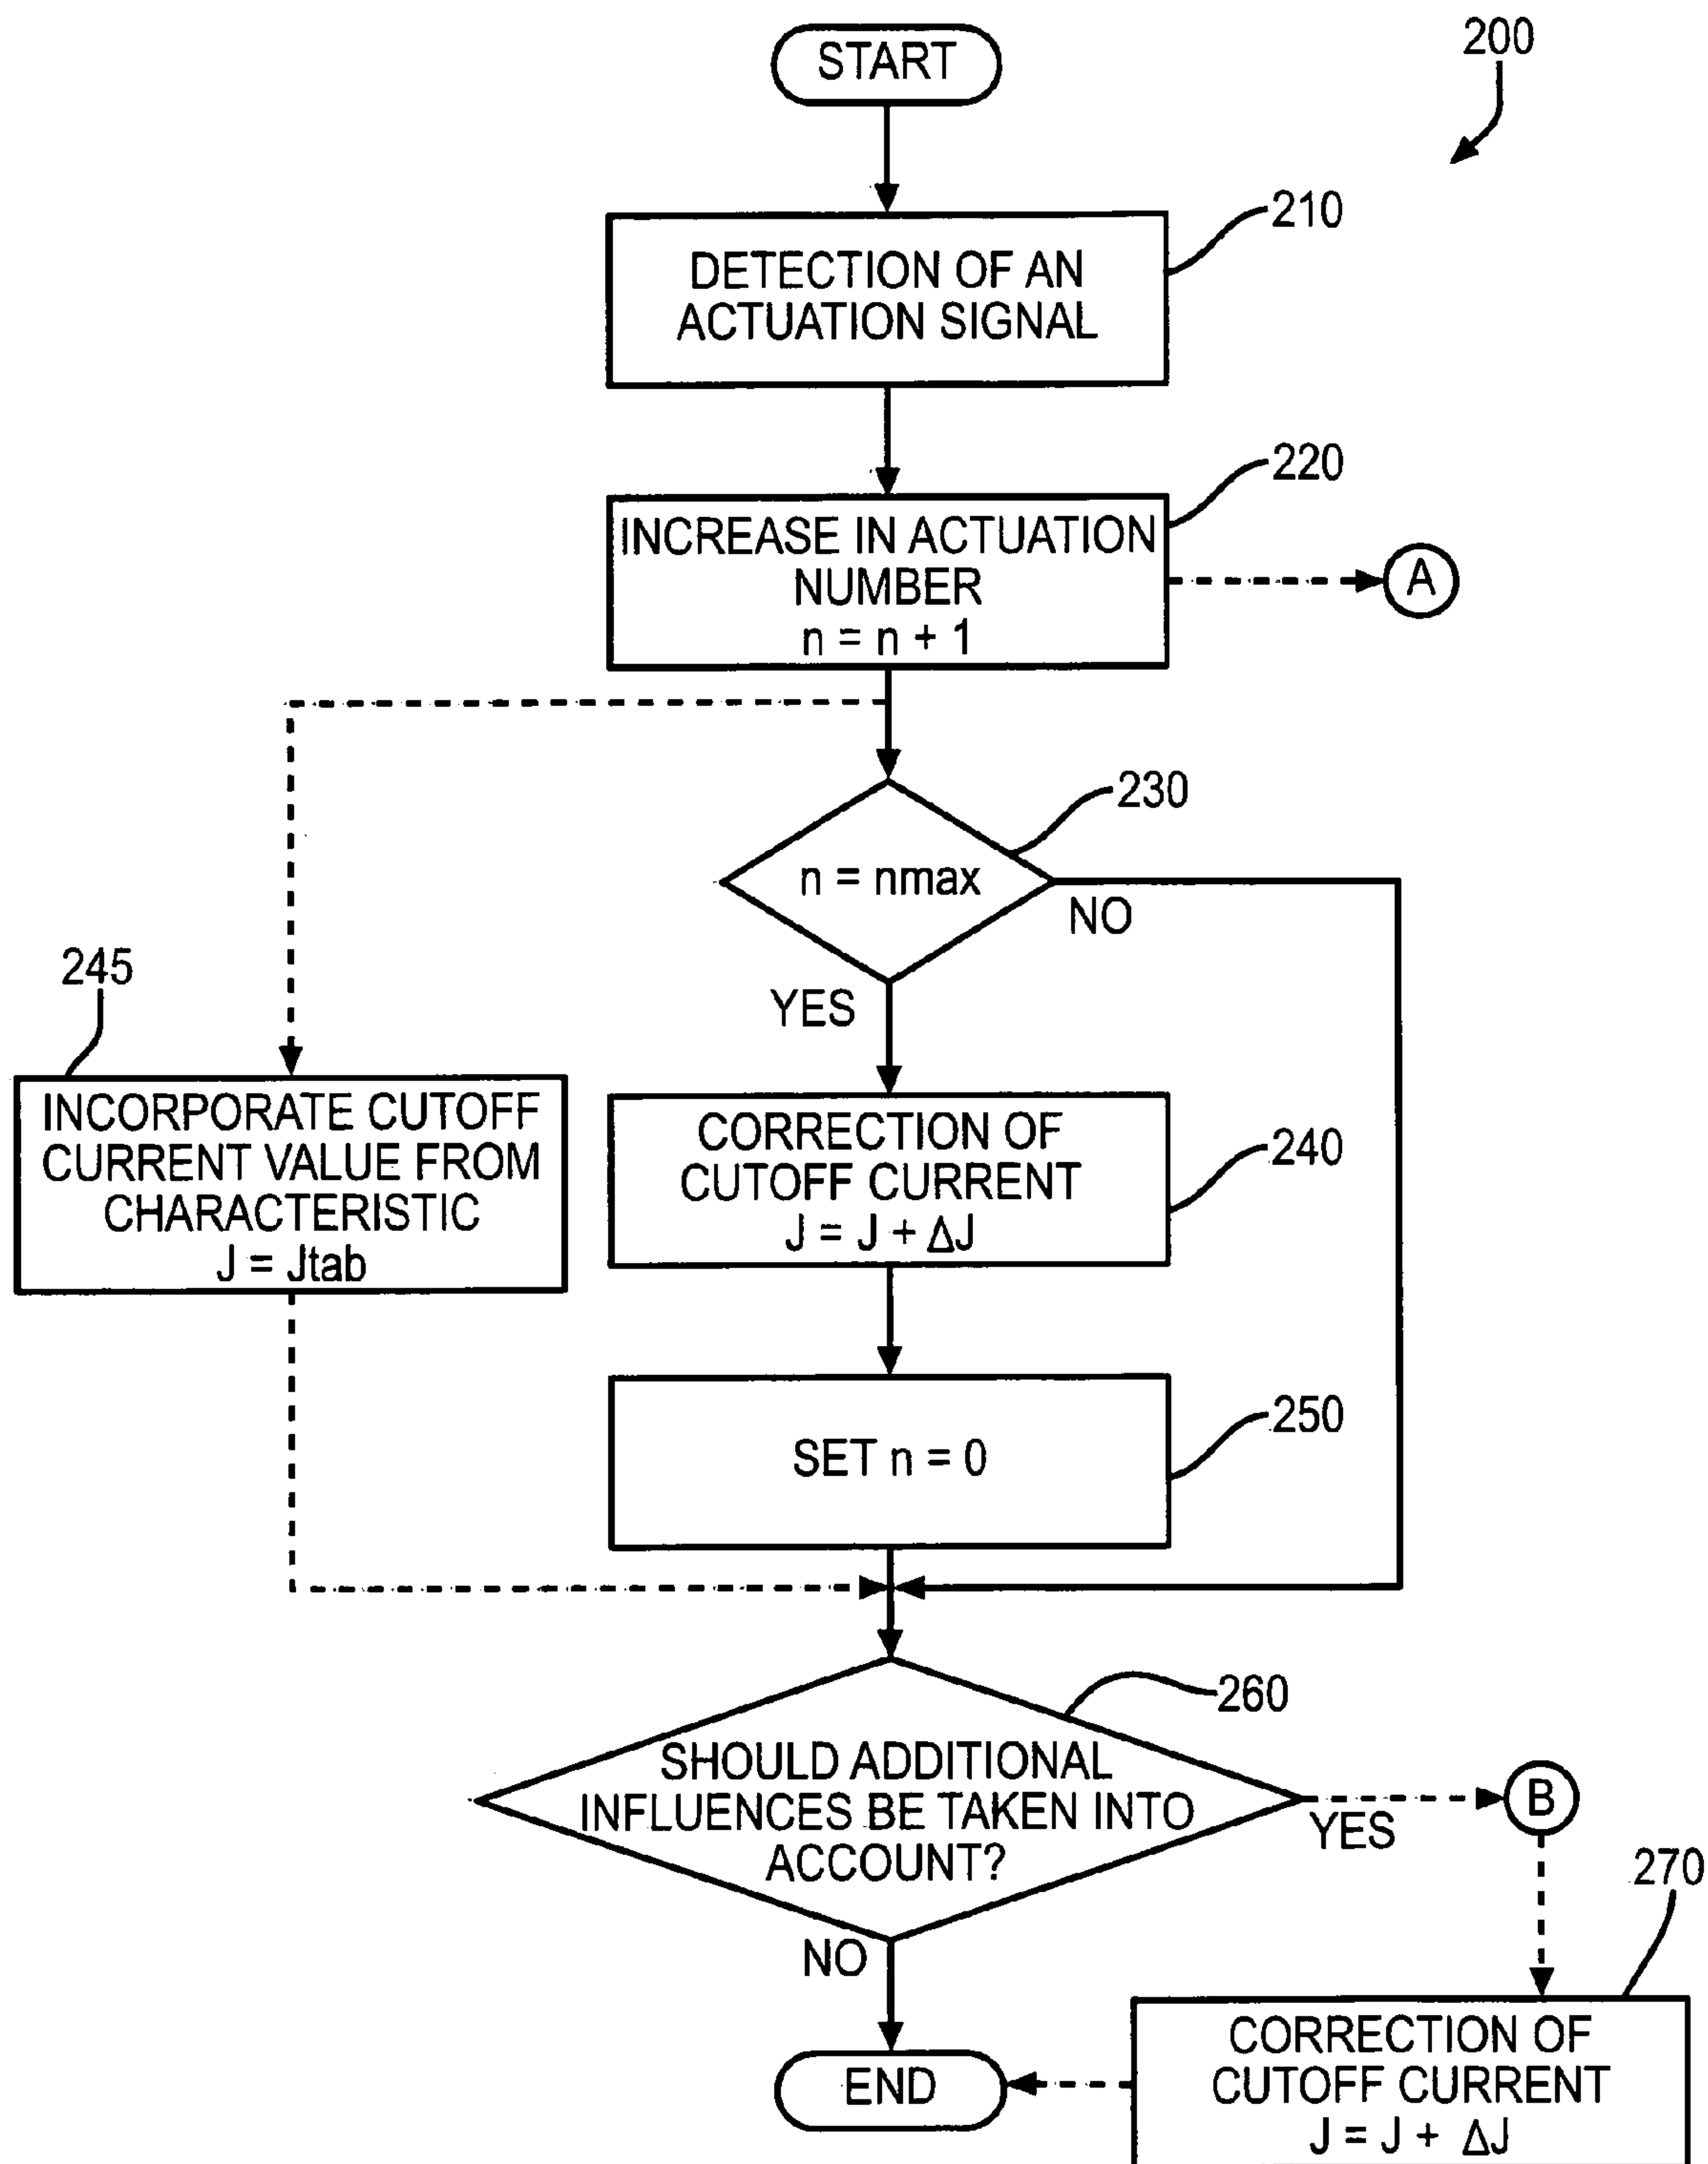 START
200
210
DETECTION OF AN
ACTUATION SIGNAL
220
INCREASE IN ACTUATION
NUMBER
n = n + 1
A
230
n = nmax
NO
YES
245
INCORPORATE CUTOFF
CURRENT VALUE FROM
CHARACTERISTIC
J = Jtab
CORRECTION OF
CUTOFF CURRENT
J = J + ΔJ
240
250
SET n = 0
260
SHOULD ADDITIONAL
INFLUENCES BE TAKEN INTO
ACCOUNT?
YES
B
270
NO
END
CORRECTION OF
CUTOFF CURRENT
J = J + ΔJ